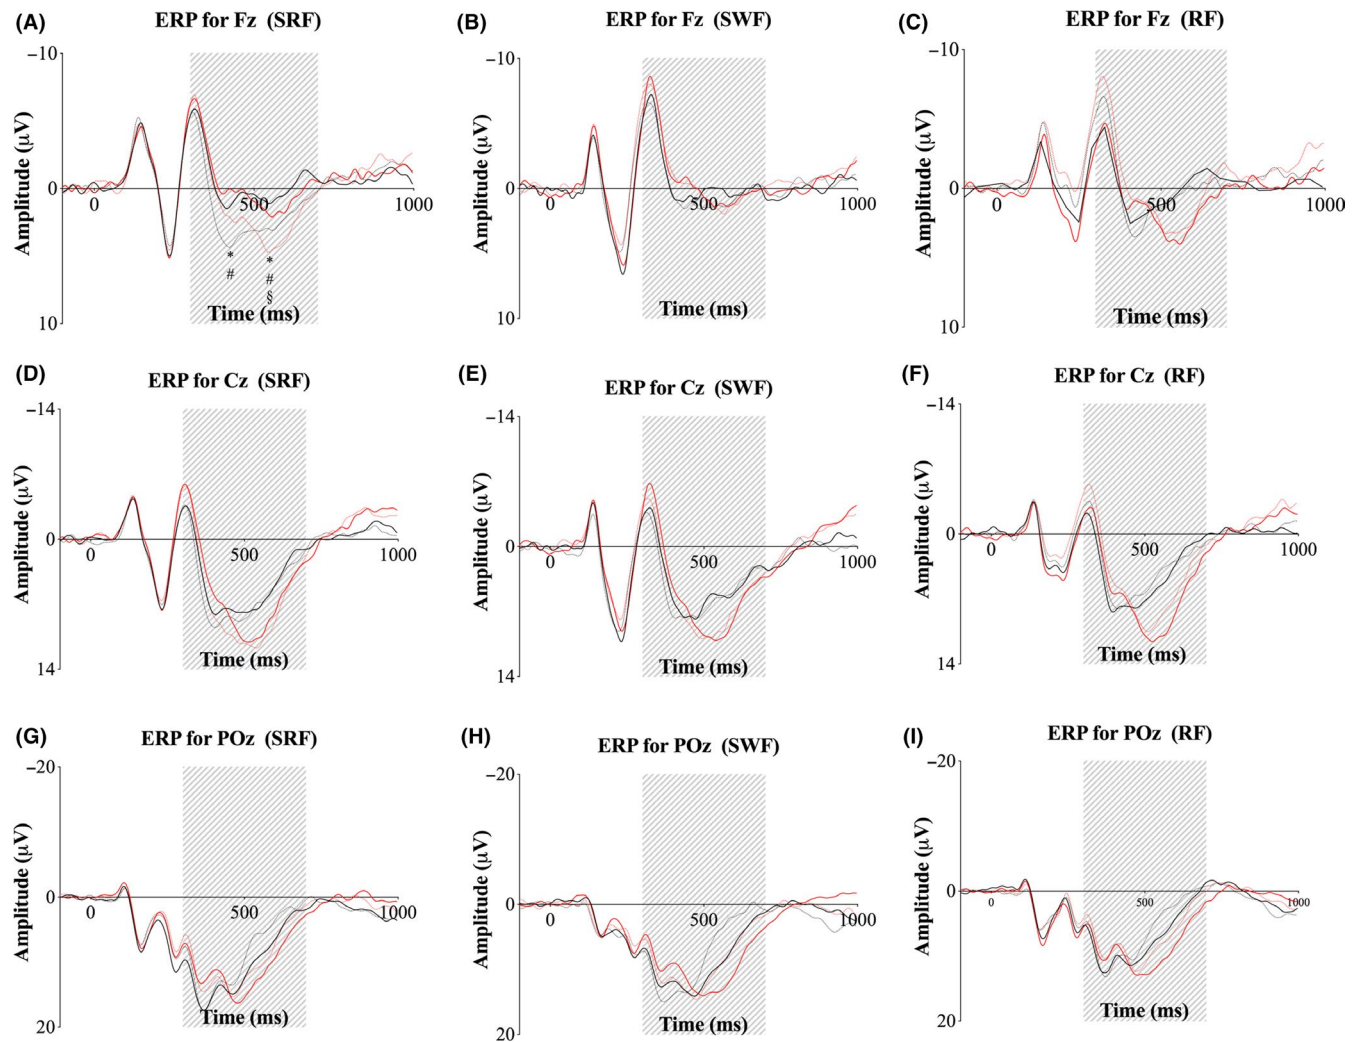 (A) ERP for Fz (SRF)
−10
Amplitude (μV)
0
0
500
1000
*
#
*
#
§
Time (ms)
10
(B) ERP for Fz (SWF)
−10
Amplitude (μV)
0
0
500
1000
Time (ms)
10
(C) ERP for Fz (RF)
−10
Amplitude (μV)
0
0
500
1000
Time (ms)
10
(D) ERP for Cz (SRF)
−14
Amplitude (μV)
0
0
500
1000
Time (ms)
14
(E) ERP for Cz (SWF)
−14
Amplitude (μV)
0
0
500
1000
Time (ms)
14
(F) ERP for Cz (RF)
−14
Amplitude (μV)
0
0
500
1000
Time (ms)
14
(G) ERP for POz (SRF)
−20
Amplitude (μV)
0
0
500
1000
Time (ms)
20
(H) ERP for POz (SWF)
−20
Amplitude (μV)
0
0
500
1000
Time (ms)
20
(I) ERP for POz (RF)
−20
Amplitude (μV)
0
0
500
1000
Time (ms)
20